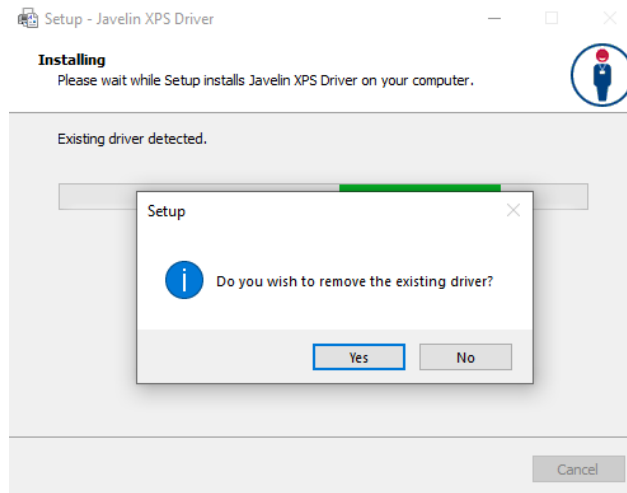 Setup - Javelin XPS Driver
Installing
Please wait while Setup installs Javelin XPS Driver on your computer.
Existing driver detected.
Setup
Do you wish to remove the existing driver?
Yes
No
Cancel